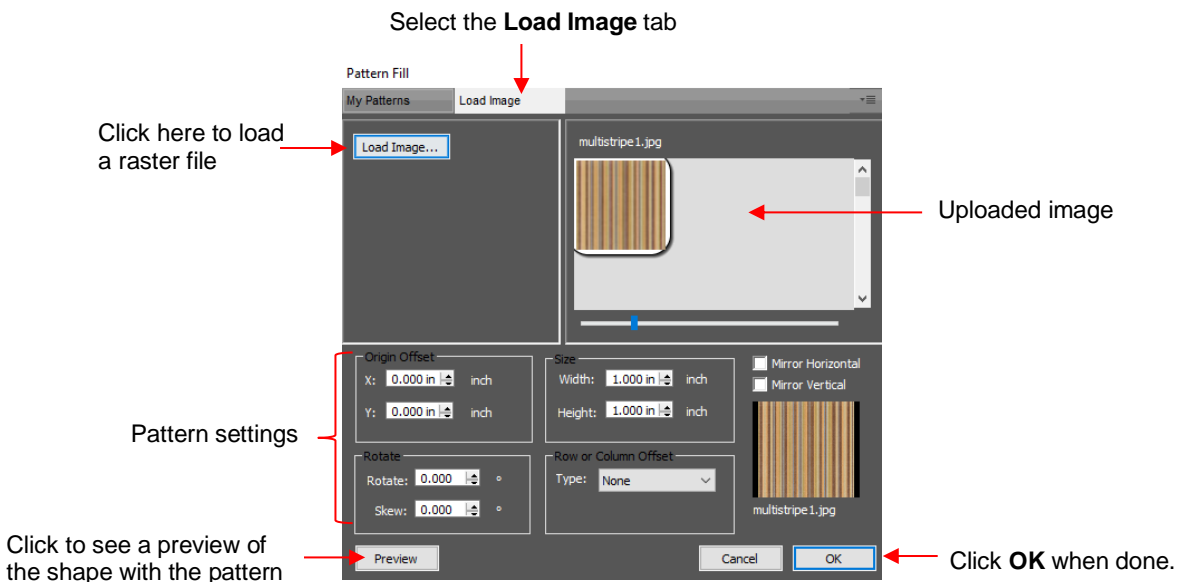 Select the Load Image tab
Pattern Fill
My Patterns Load Image
Click here to load
a raster file
Load Image...
multistripe1.jpg
Uploaded image
Origin Offset
X: 0.000 in inch
Y: 0.000 in inch
Size
Width: 1.000 in inch
Height: 1.000 in inch
Mirror Horizontal
Mirror Vertical
Pattern settings
Rotate
Rotate: 0.000 °
Skew: 0.000 °
Row or Column Offset
Type: None
multistripe1.jpg
Click to see a preview of
the shape with the pattern
Preview
Cancel
OK
Click OK when done.